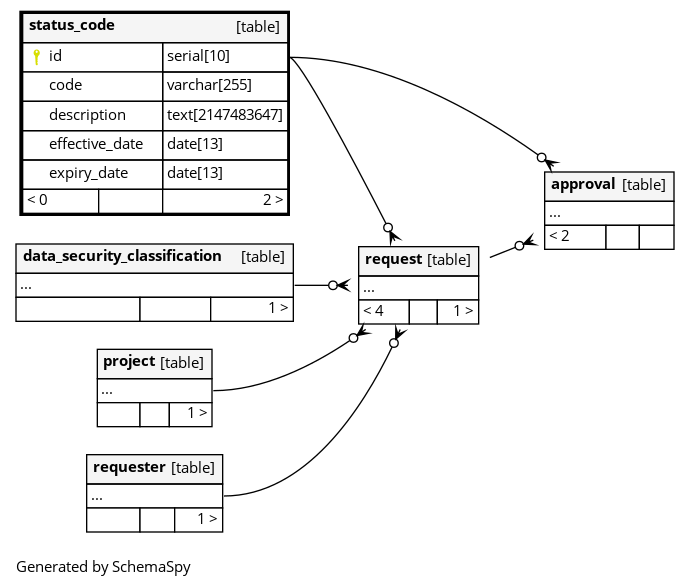 status_code [table]
id serial[10]
code varchar[255]
description text[2147483647]
effective_date date[13]
expiry_date date[13]
< 0 2 >
approval [table]
...
< 2
data_security_classification [table]
...
1 >
request [table]
...
< 4 1 >
project [table]
...
1 >
requester [table]
...
1 >
Generated by SchemaSpy